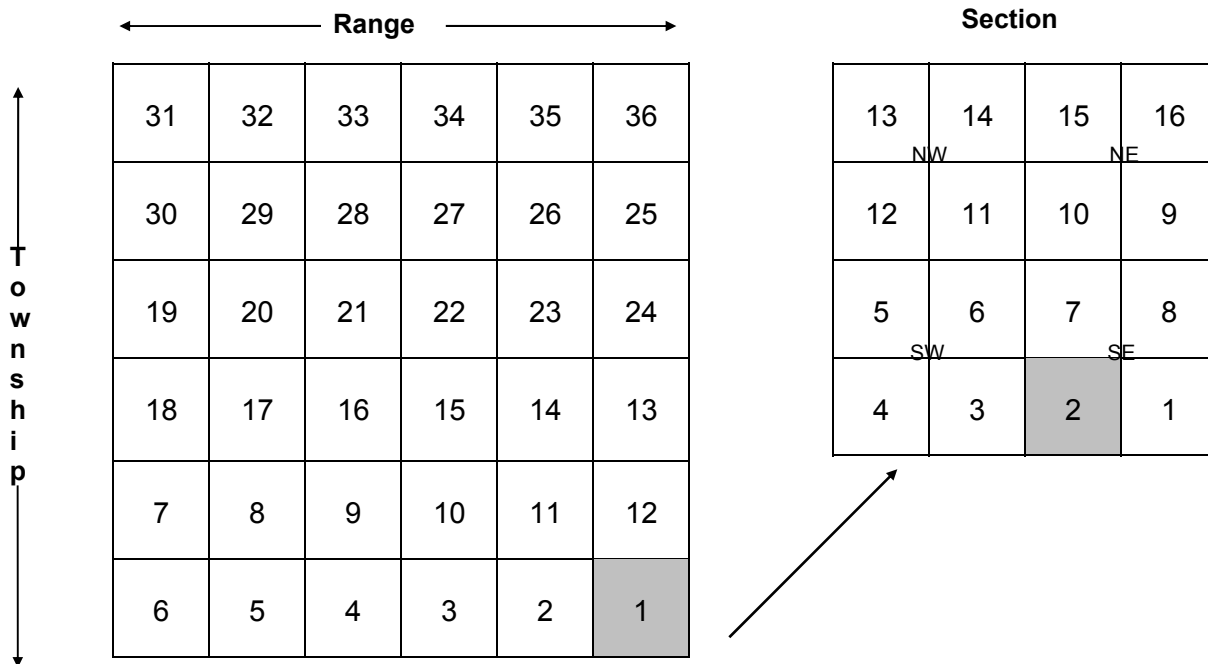 Range
Section
Township
31 32 33 34 35 36
30 29 28 27 26 25
19 20 21 22 23 24
18 17 16 15 14 13
7 8 9 10 11 12
6 5 4 3 2 1
13 14 15 16
NW NE
12 11 10 9
5 6 7 8
SW SE
4 3 2 1